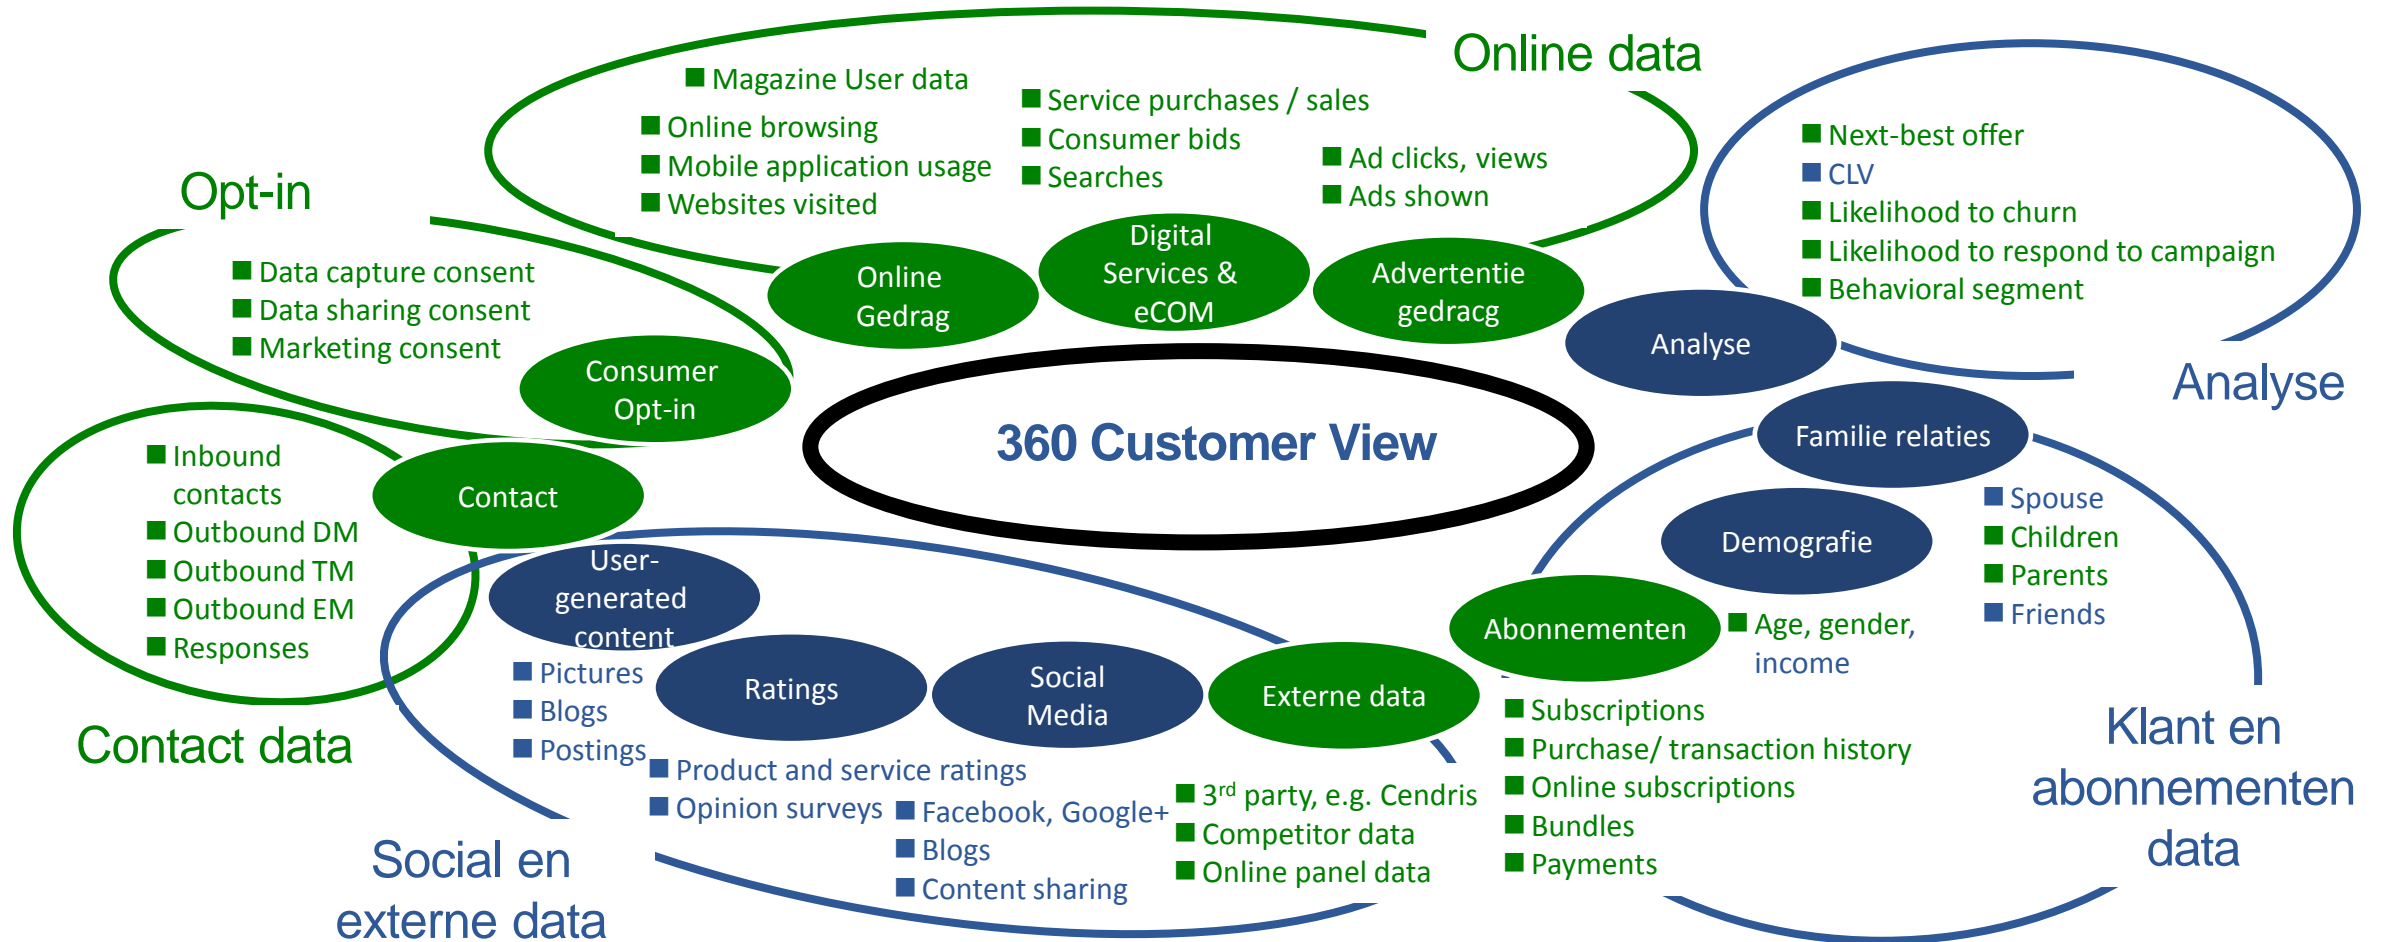 Online data
Magazine User data
Online browsing
Mobile application usage
Websites visited
Service purchases / sales
Consumer bids
Searches
Ad clicks, views
Ads shown
Next-best offer
CLV
Likelihood to churn
Likelihood to respond to campaign
Behavioral segment
Analyse
Opt-in
Data capture consent
Data sharing consent
Marketing consent
Consumer
Opt-in
Online
Gedrag
Digital
Services &
eCOM
Advertentie
gedracg
Analyse
360 Customer View
Familie relaties
Spouse
Children
Parents
Friends
Demografie
Age, gender,
income
Inbound
contacts
Outbound DM
Outbound TM
Outbound EM
Responses
Contact
Contact data
User-
generated
content
Pictures
Blogs
Postings
Ratings
Product and service ratings
Opinion surveys
Social
Media
Facebook, Google+
Blogs
Content sharing
Externe data
3rd party, e.g. Cendris
Competitor data
Online panel data
Abonnementen
Subscriptions
Purchase/ transaction history
Online subscriptions
Bundles
Payments
Klant en
abonnementen
data
Social en
externe data